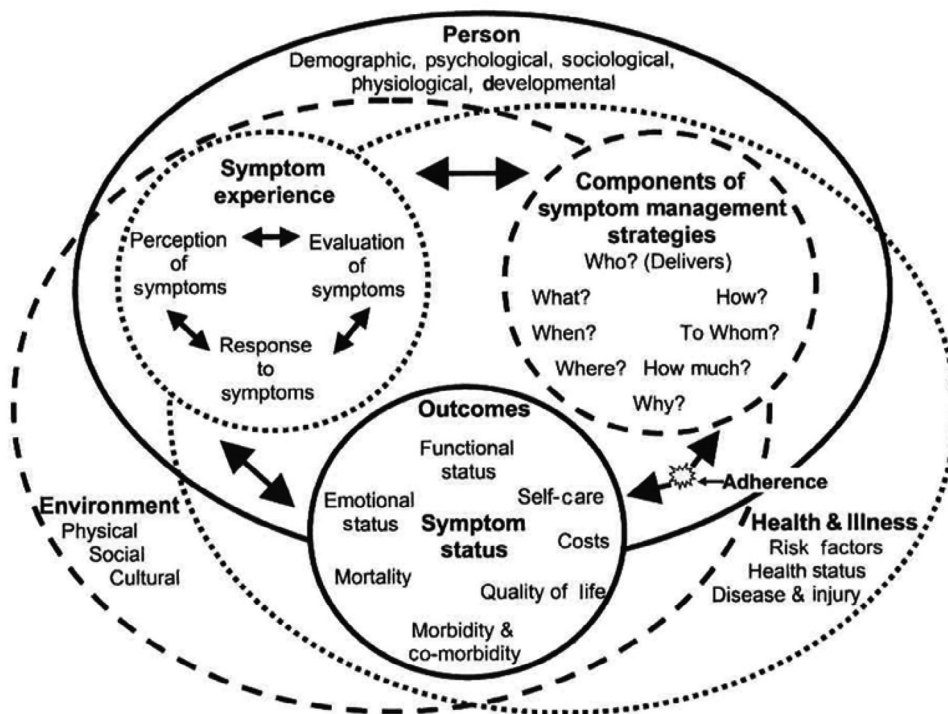 Person
Demographic, psychological, sociological,
physiological, developmental
Symptom
experience
Perception
of
symptoms
Evaluation
of
symptoms
Response
to
symptoms
Components of
symptom management
strategies
Who? (Delivers)
What?
How?
When?
To Whom?
Where?
How much?
Why?
Outcomes
Functional
status
Emotional
status
Self-care
Symptom
status
Costs
Mortality
Quality of life
Morbidity &
co-morbidity
Adherence
Environment
Physical
Social
Cultural
Health & Illness
Risk factors
Health status
Disease & injury